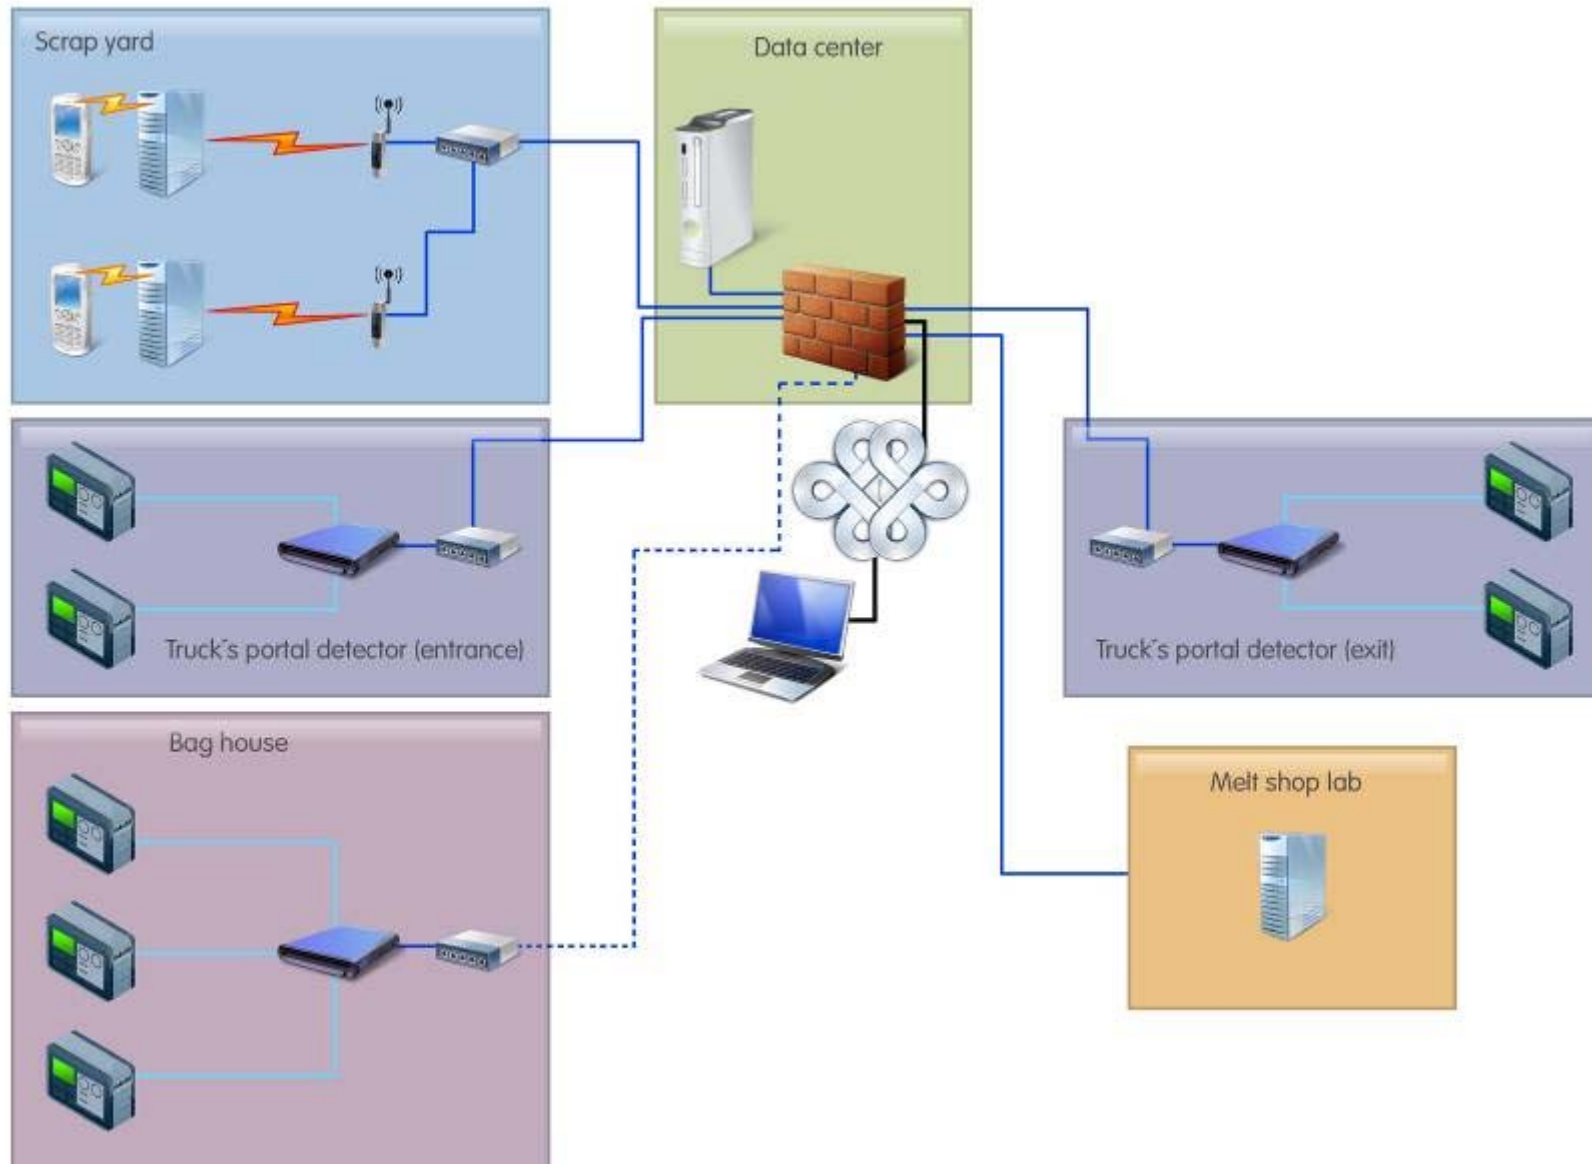 Scrap yard
Data center
Truck´s portal detector (entrance)
Truck´s portal detector (exit)
Bag house
Melt shop lab